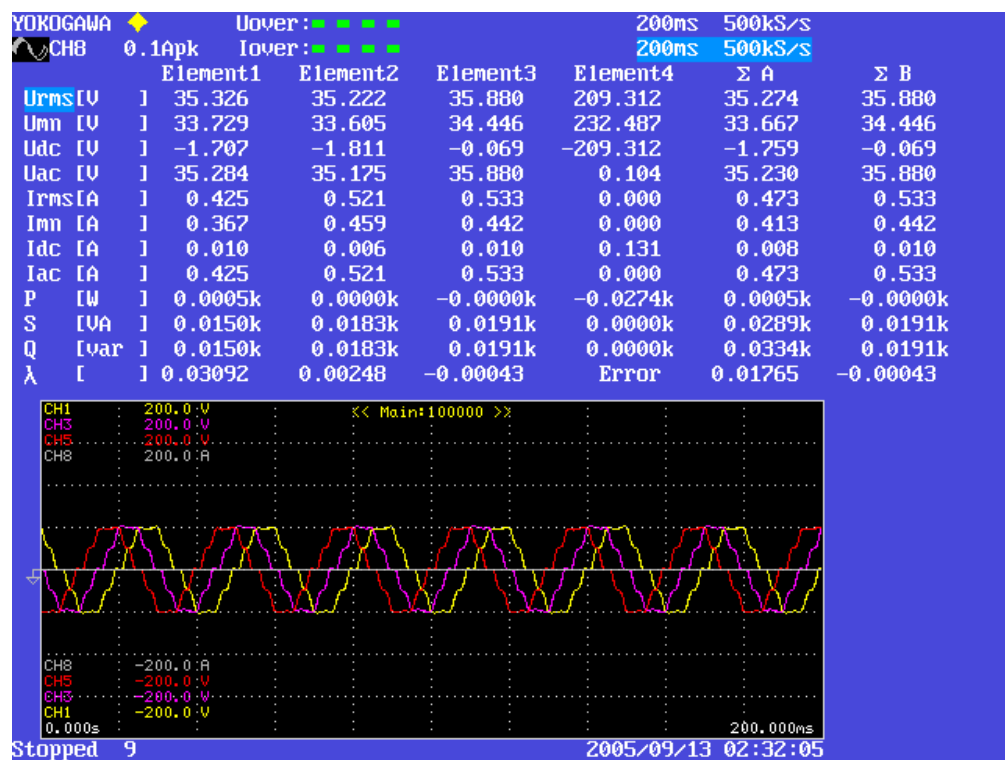 YOKOGAWA Uover: 200ms 500kS/s
CH8 0.1Apk Iover: 200ms 500kS/s
Element1 Element2 Element3 Element4 Σ A Σ B
Urms[V ] 35.326 35.222 35.880 209.312 35.274 35.880
Umn [V ] 33.729 33.605 34.446 232.487 33.667 34.446
Udc [V ] -1.707 -1.811 -0.069 -209.312 -1.759 -0.069
Uac [V ] 35.284 35.175 35.880 0.104 35.230 35.880
Irms[A ] 0.425 0.521 0.533 0.000 0.473 0.533
Imn [A ] 0.367 0.459 0.442 0.000 0.413 0.442
Idc [A ] 0.010 0.006 0.010 0.131 0.008 0.010
Iac [A ] 0.425 0.521 0.533 0.000 0.473 0.533
P [W ] 0.0005k 0.0000k -0.0000k -0.0274k 0.0005k -0.0000k
S [VA ] 0.0150k 0.0183k 0.0191k 0.0000k 0.0289k 0.0191k
Q [var ] 0.0150k 0.0183k 0.0191k 0.0000k 0.0334k 0.0191k
λ [ ] 0.03092 0.00248 -0.00043 Error 0.01765 -0.00043
CH1 200.0 V << Main:100000 >>
CH3 200.0 V
CH5 200.0 V
CH8 200.0 A
CH8 -200.0 A
CH5 -200.0 V
CH3 -200.0 V
CH1 -200.0 V
0.000s 200.000ms
Stopped 9 2005/09/13 02:32:05